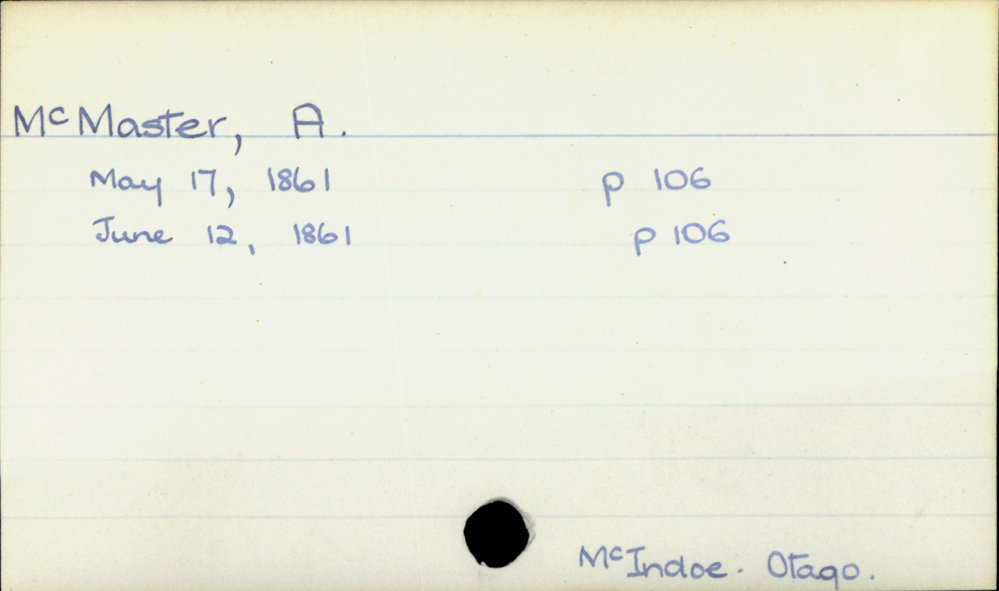 McMaster, A.
May 17, 1861 p 106
June 12, 1861 p 106
McIndoe. Otago.